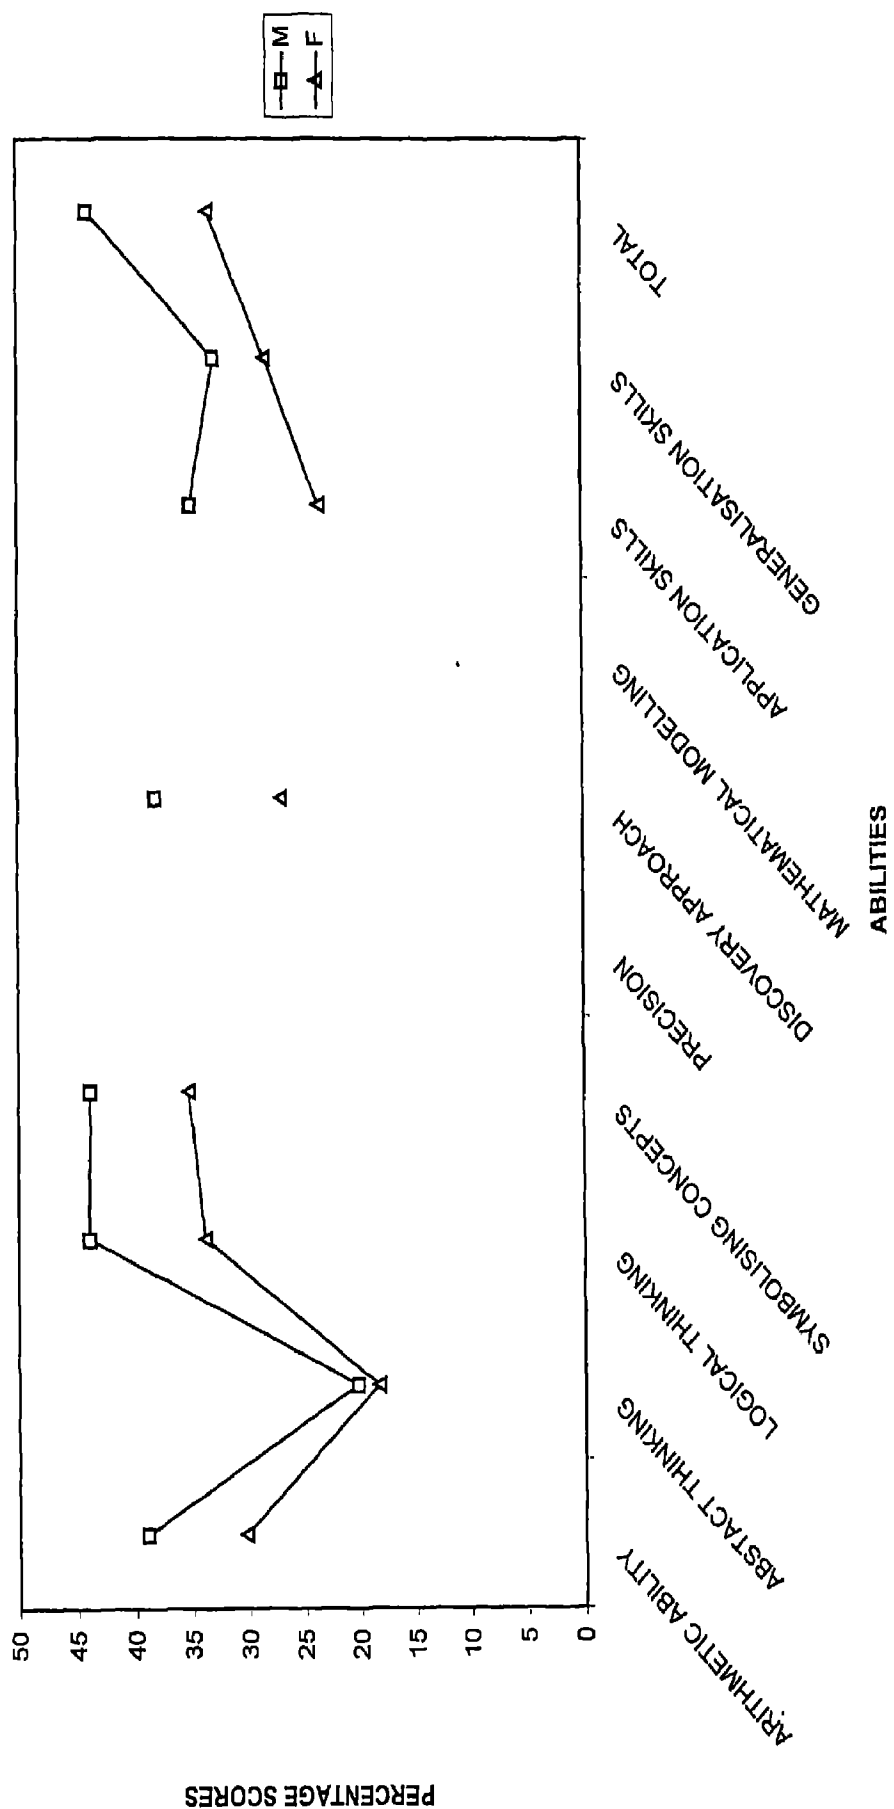 PERCENTAGE SCORES
50
45
40
35
30
25
20
15
10
5
0
ARITHMETIC ABILITY
ABSTACT THINKING
LOGICAL THINKING
SYMBOLISING CONCEPTS
PRECISION
DISCOVERY APPROACH
MATHEMATICAL MODELLING
APPLICATION SKILLS
GENERALISATION SKILLS
TOTAL
ABILITIES
M
F